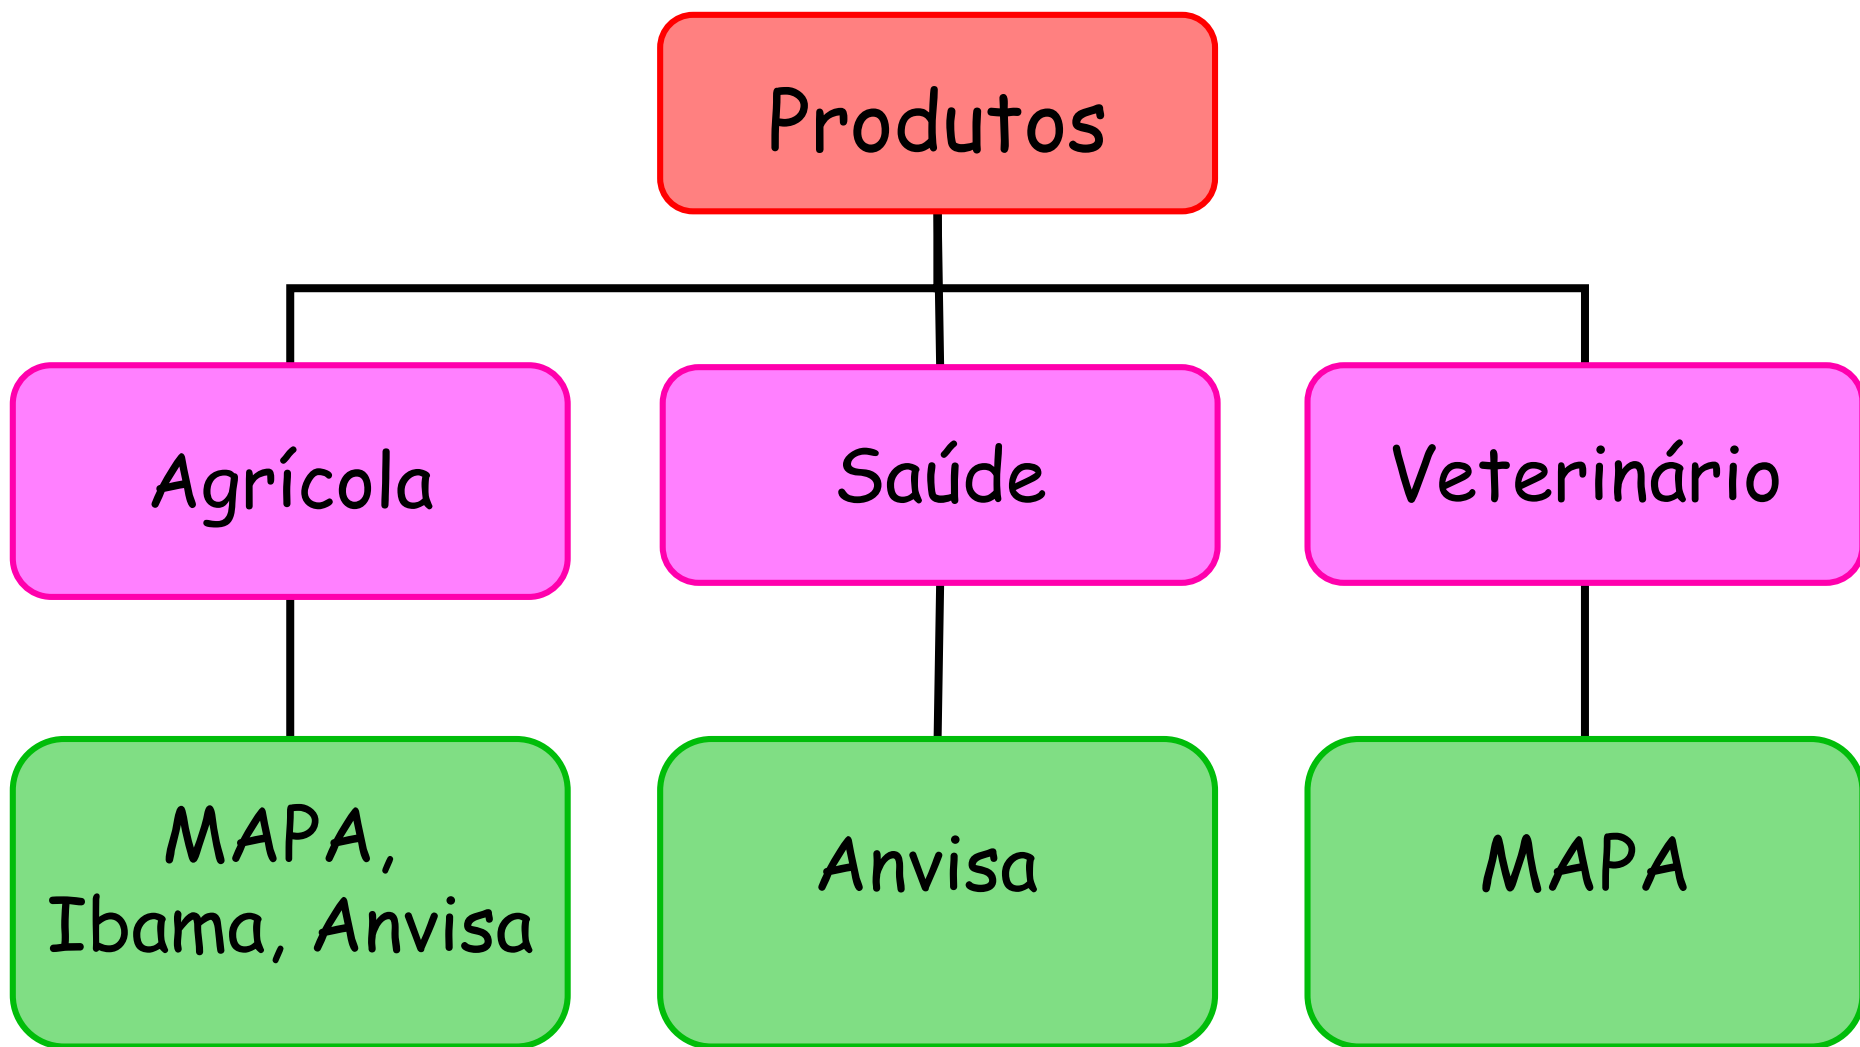 Produtos
Agrícola
Saúde
Veterinário
MAPA,
Ibama, Anvisa
Anvisa
MAPA